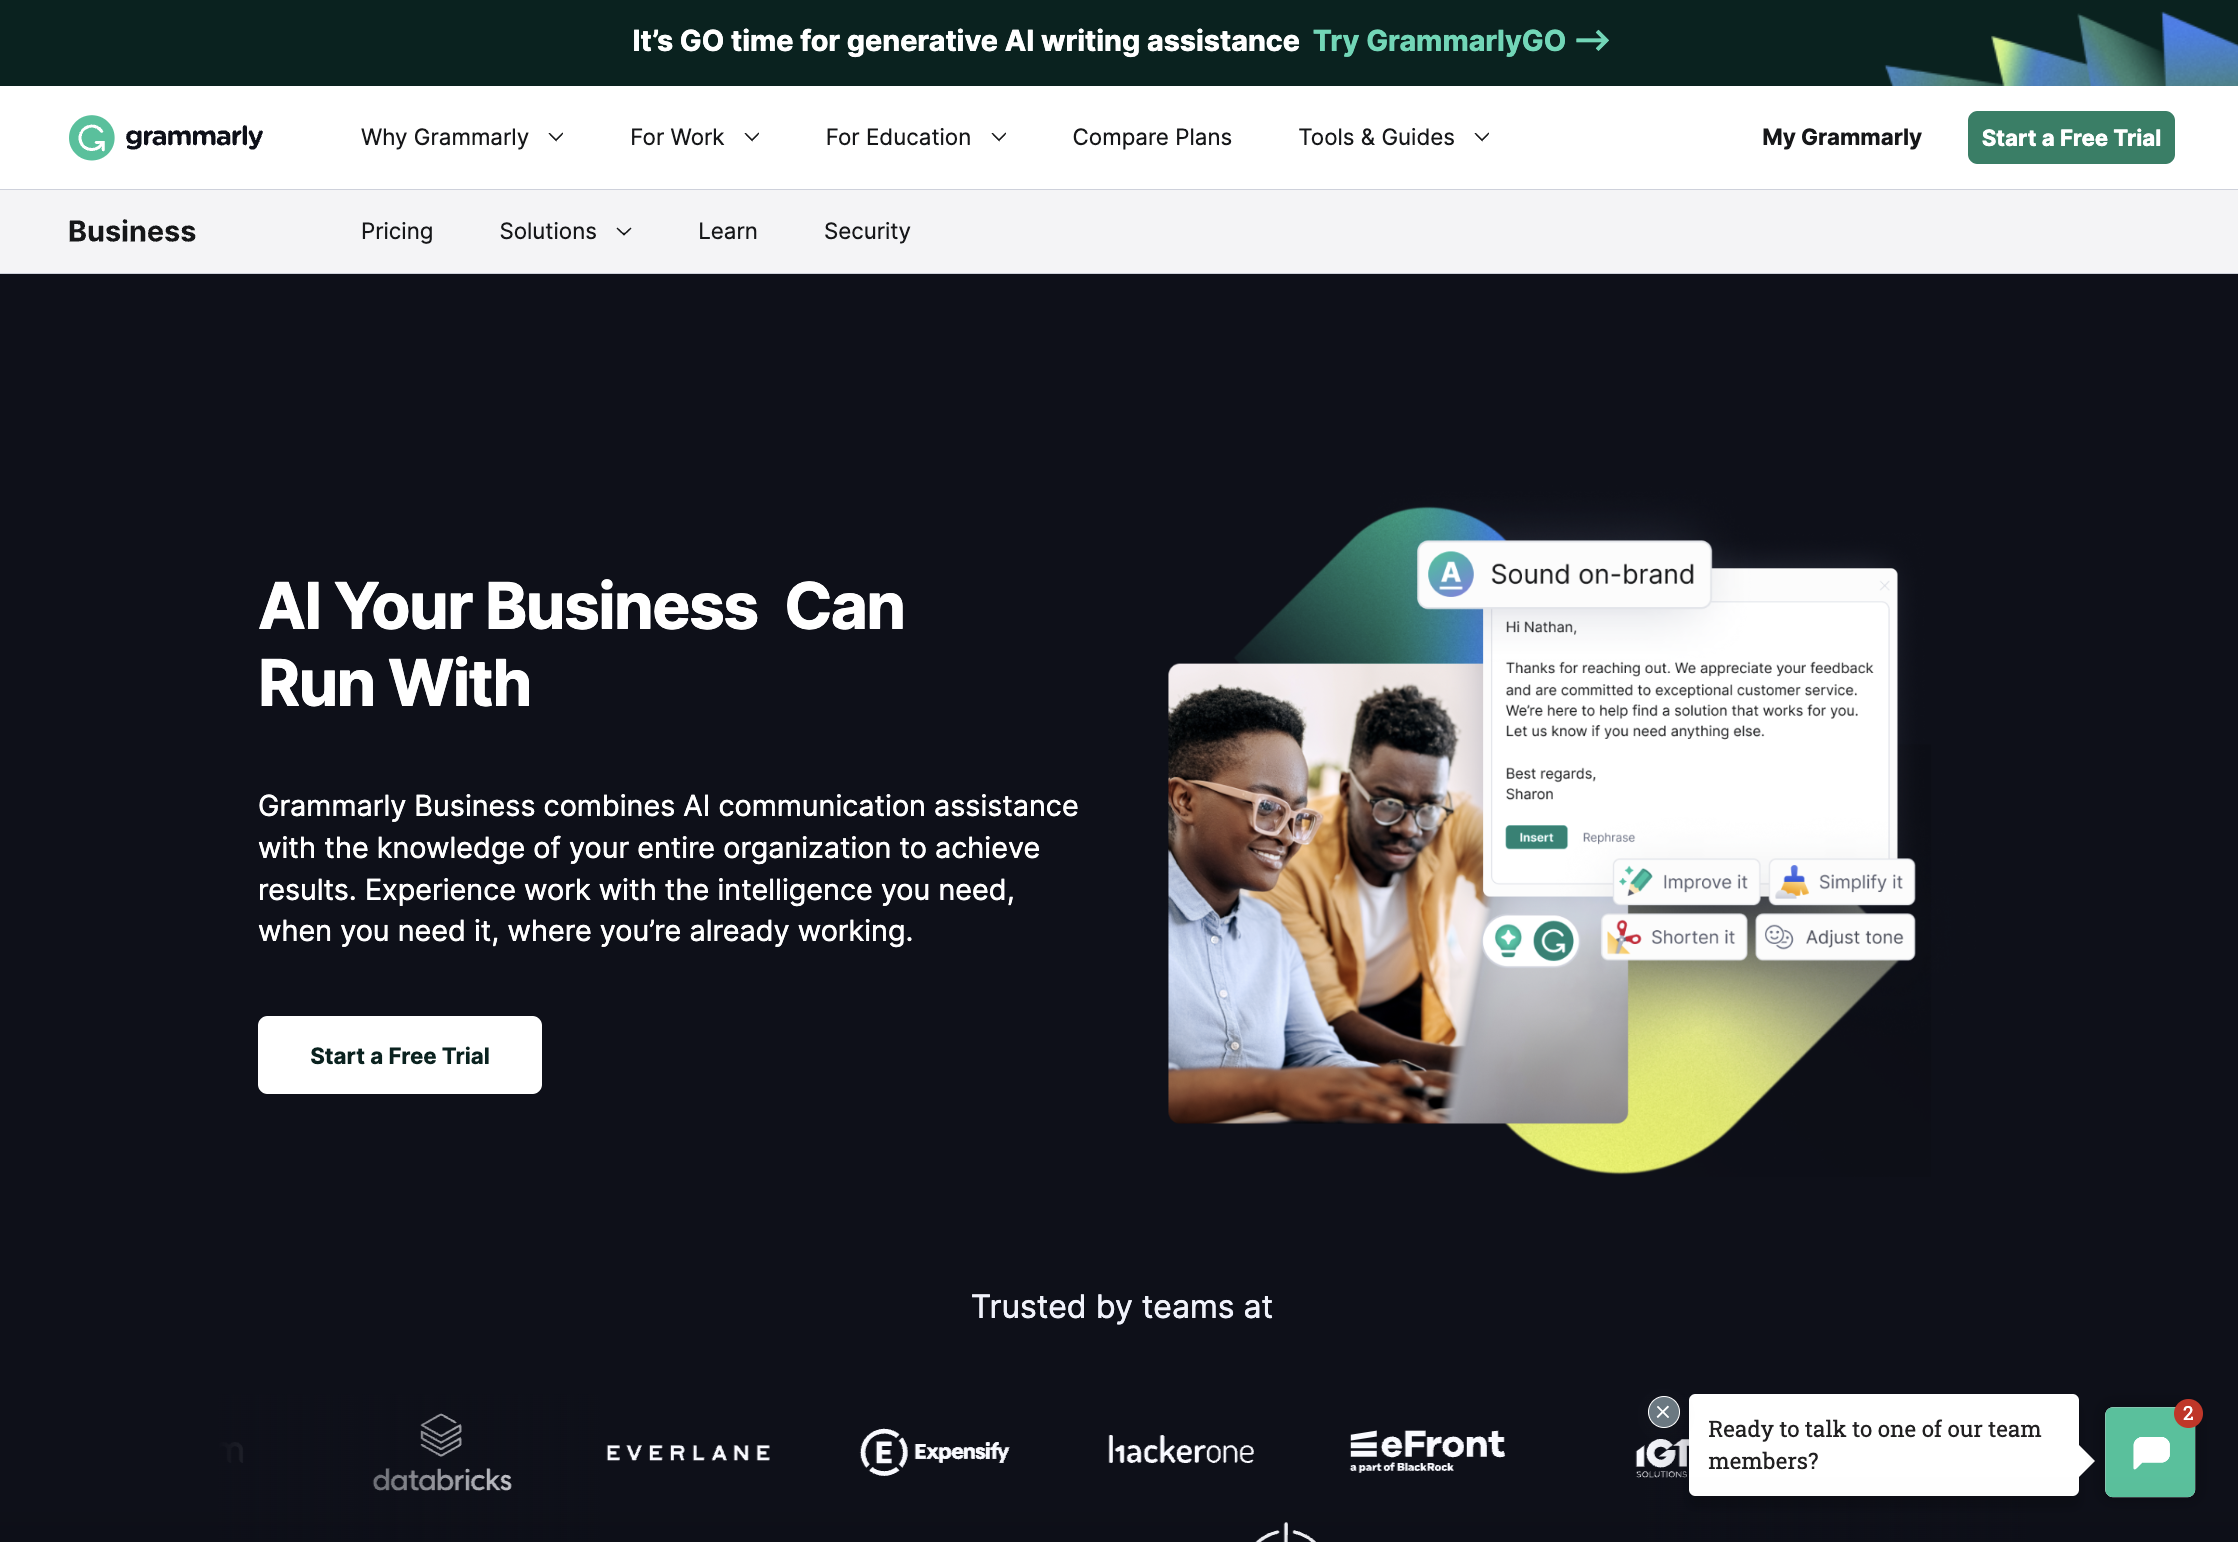 It's GO time for generative AI writing assistance Try GrammarlyGO →
grammarly
Why Grammarly
For Work
For Education
Compare Plans
Tools & Guides
My Grammarly
Start a Free Trial
Business
Pricing
Solutions
Learn
Security
AI Your Business Can
Run With
Grammarly Business combines AI communication assistance
with the knowledge of your entire organization to achieve
results. Experience work with the intelligence you need,
when you need it, where you're already working.
Start a Free Trial
A Sound on-brand
Hi Nathan,
Thanks for reaching out. We appreciate your feedback
and are committed to exceptional customer service.
We're here to help find a solution that works for you.
Let us know if you need anything else.
Best regards,
Sharon
Insert
Rephrase
Improve it
Simplify it
Shorten it
Adjust tone
Trusted by teams at
databricks
EVERLANE
E Expensify
hackerone
eFront
a part of BlackRock
SOLUTIONS
Ready to talk to one of our team
members?
2